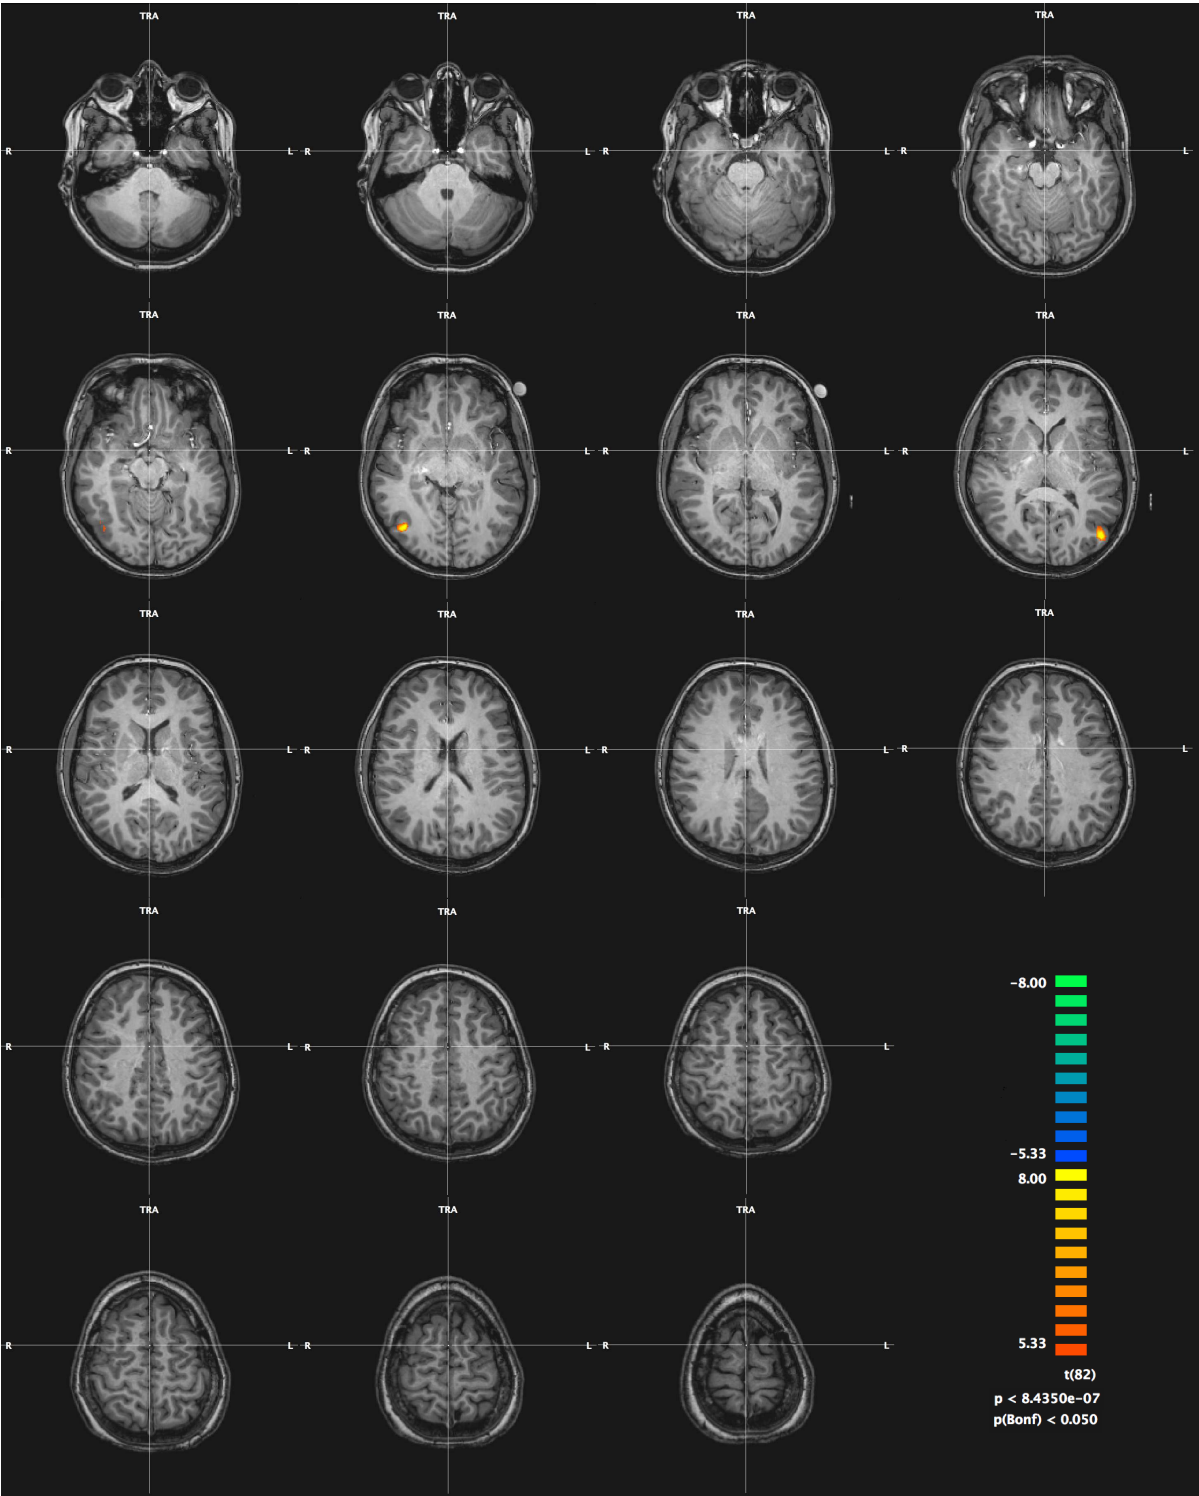 TRA TRA TRA TRA
R L R L R L R L
TRA TRA TRA TRA
R L R L R L R L
TRA TRA TRA TRA
R L R L R L R L
TRA TRA TRA
R L R L R L
−8.00
−5.33
8.00
TRA TRA TRA
R L R L R L
5.33
t(82)
p < 8.4350e−07
p(Bonf) < 0.050